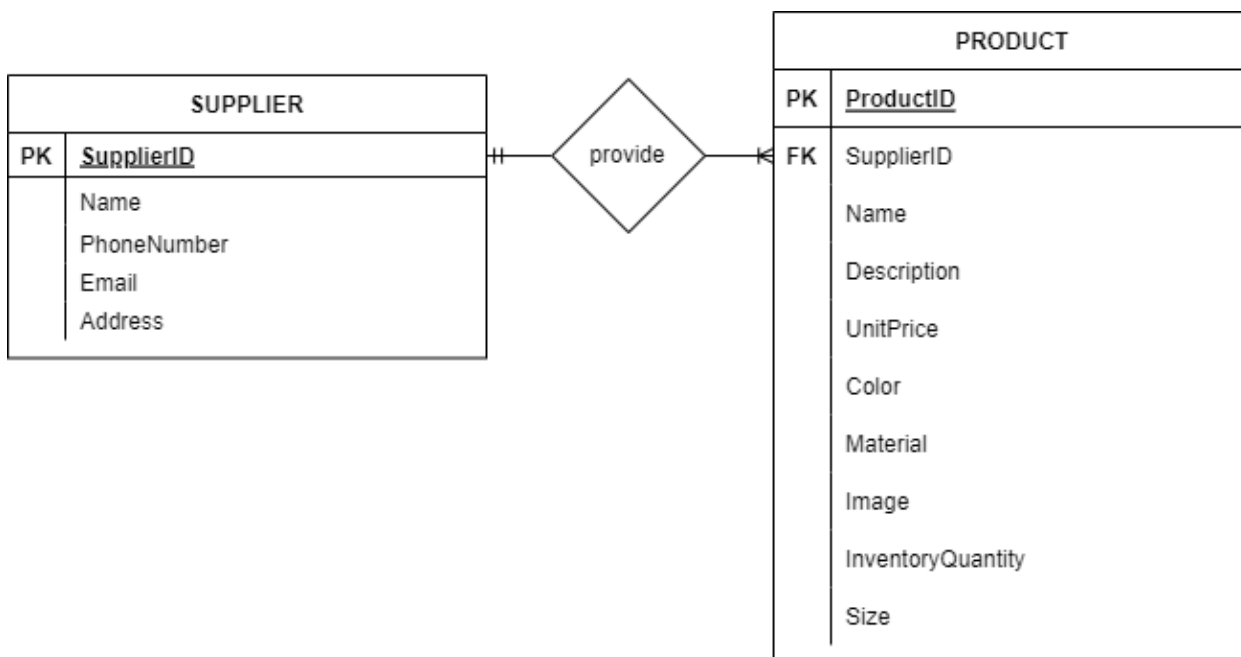 SUPPLIER
PK SupplierID
Name
PhoneNumber
Email
Address
provide
PRODUCT
PK ProductID
FK SupplierID
Name
Description
UnitPrice
Color
Material
Image
InventoryQuantity
Size